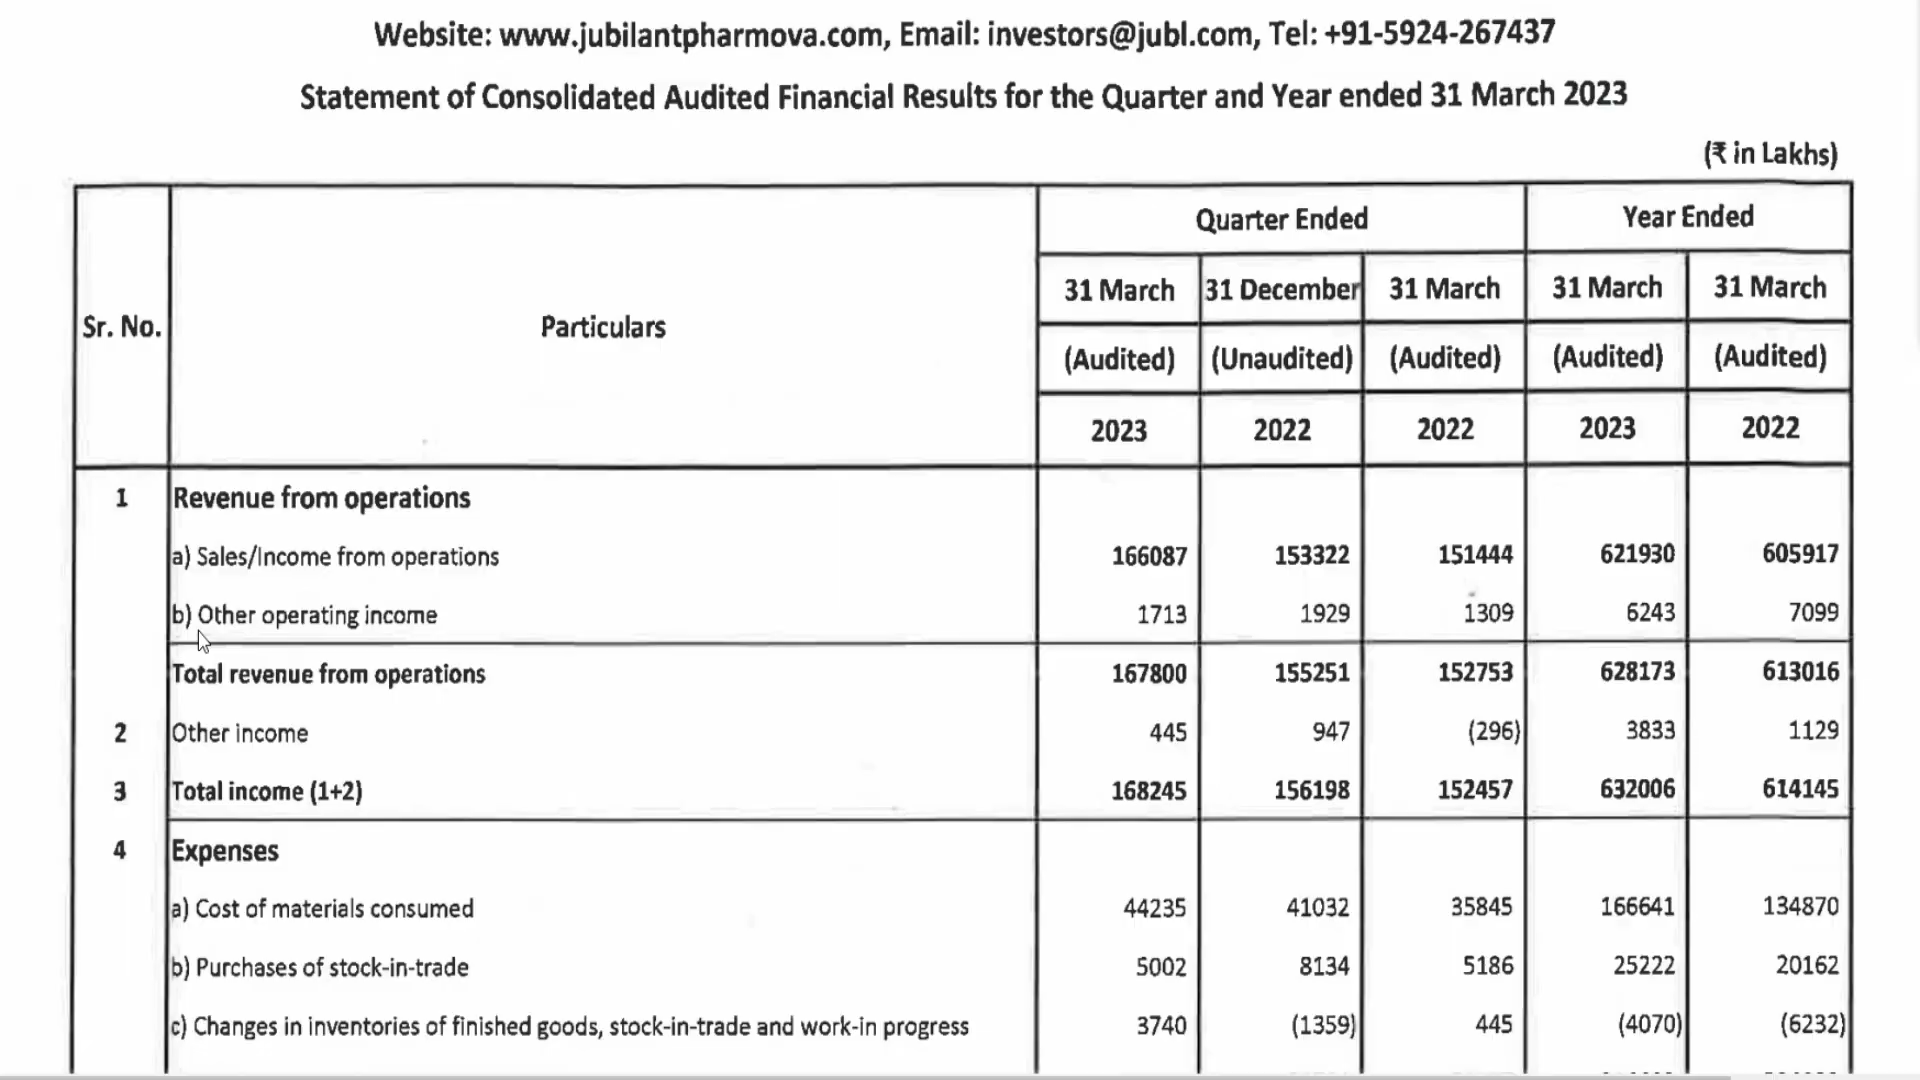 Website: www.jubilantpharmova.com, Email: investors@jubl.com, Tel: +91-5924-267437
Statement of Consolidated Audited Financial Results for the Quarter and Year ended 31 March 2023
(₹ in Lakhs)
Sr. No. Particulars Quarter Ended Year Ended
31 March 31 December 31 March 31 March 31 March
(Audited) (Unaudited) (Audited) (Audited) (Audited)
2023 2022 2022 2023 2022
1 Revenue from operations
a) Sales/Income from operations 166087 153322 151444 621930 605917
b) Other operating income 1713 1929 1309 6243 7099
Total revenue from operations 167800 155251 152753 628173 613016
2 Other income 445 947 (296) 3833 1129
3 Total income (1+2) 168245 156198 152457 632006 614145
4 Expenses
a) Cost of materials consumed 44235 41032 35845 166641 134870
b) Purchases of stock-in-trade 5002 8134 5186 25222 20162
c) Changes in inventories of finished goods, stock-in-trade and work-in progress 3740 (1359) 445 (4070) (6232)